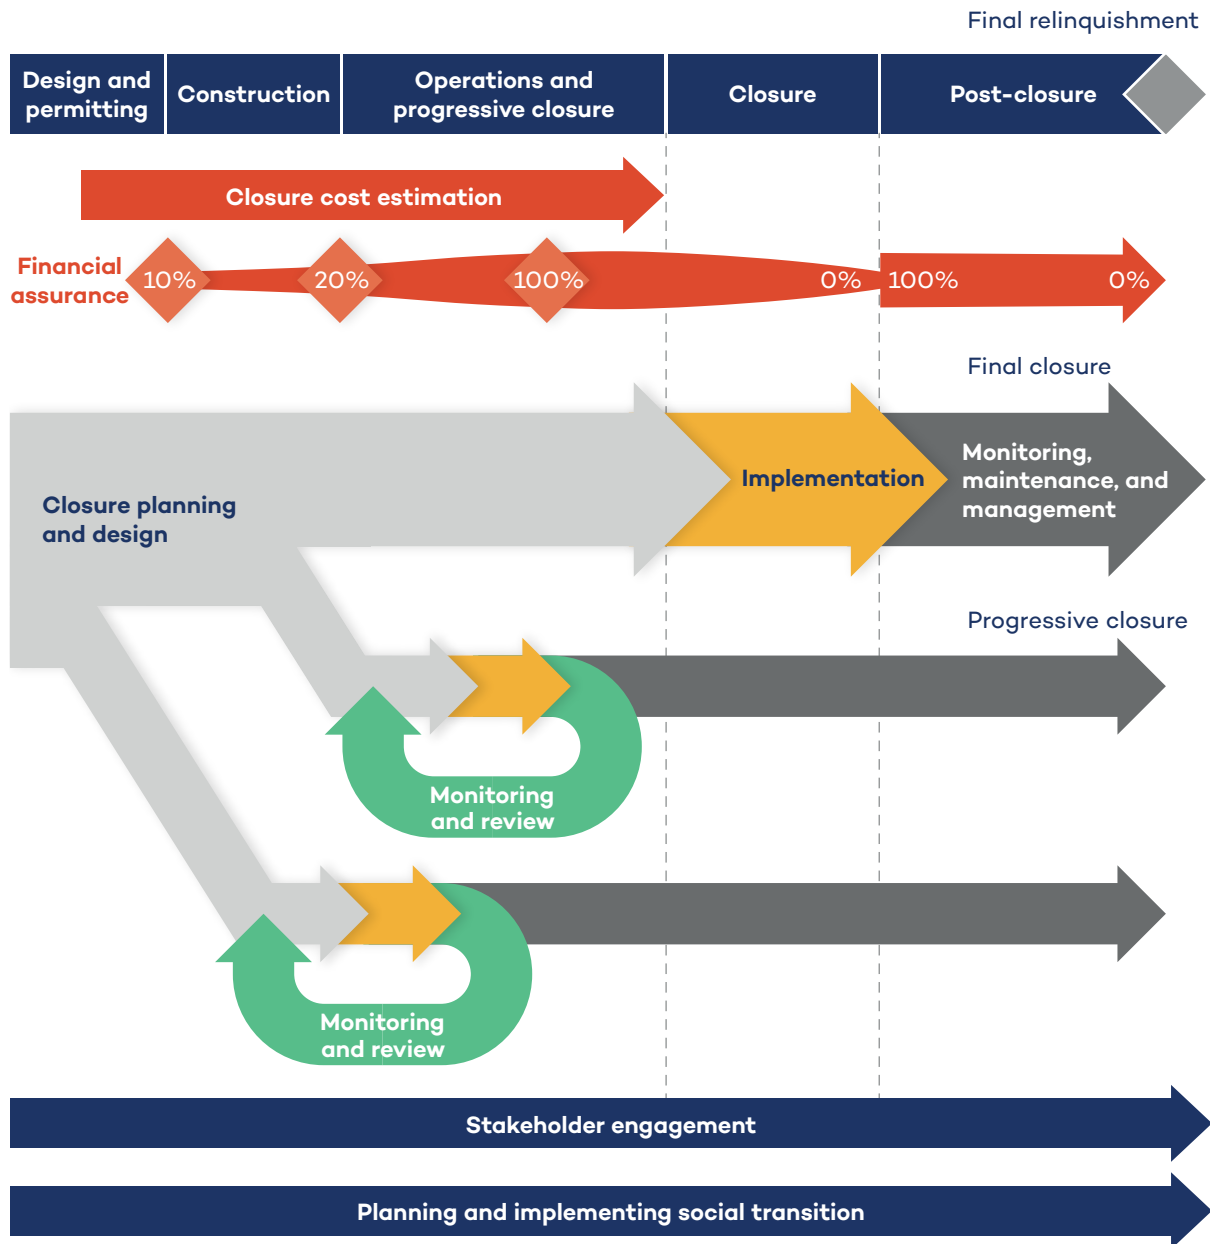 Final relinquishment
Design and
permitting
Construction
Operations and
progressive closure
Closure
Post-closure
Closure cost estimation
Financial
assurance
10%
20%
100%
0%
100%
0%
Final closure
Closure planning
and design
Implementation
Monitoring,
maintenance, and
management
Progressive closure
Monitoring
and review
Monitoring
and review
Stakeholder engagement
Planning and implementing social transition